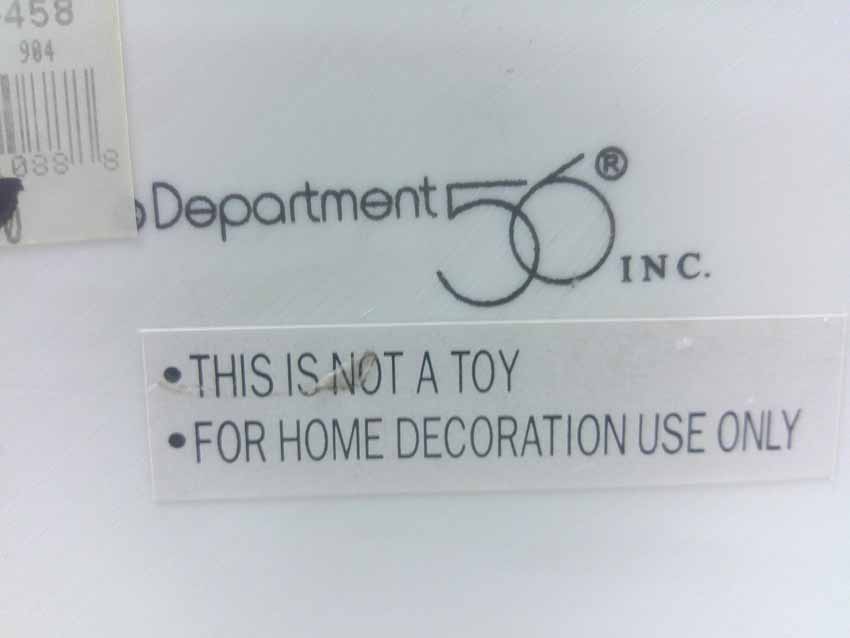 -458
984
088 8
Department 56®
INC.
•THIS IS NOT A TOY
•FOR HOME DECORATION USE ONLY